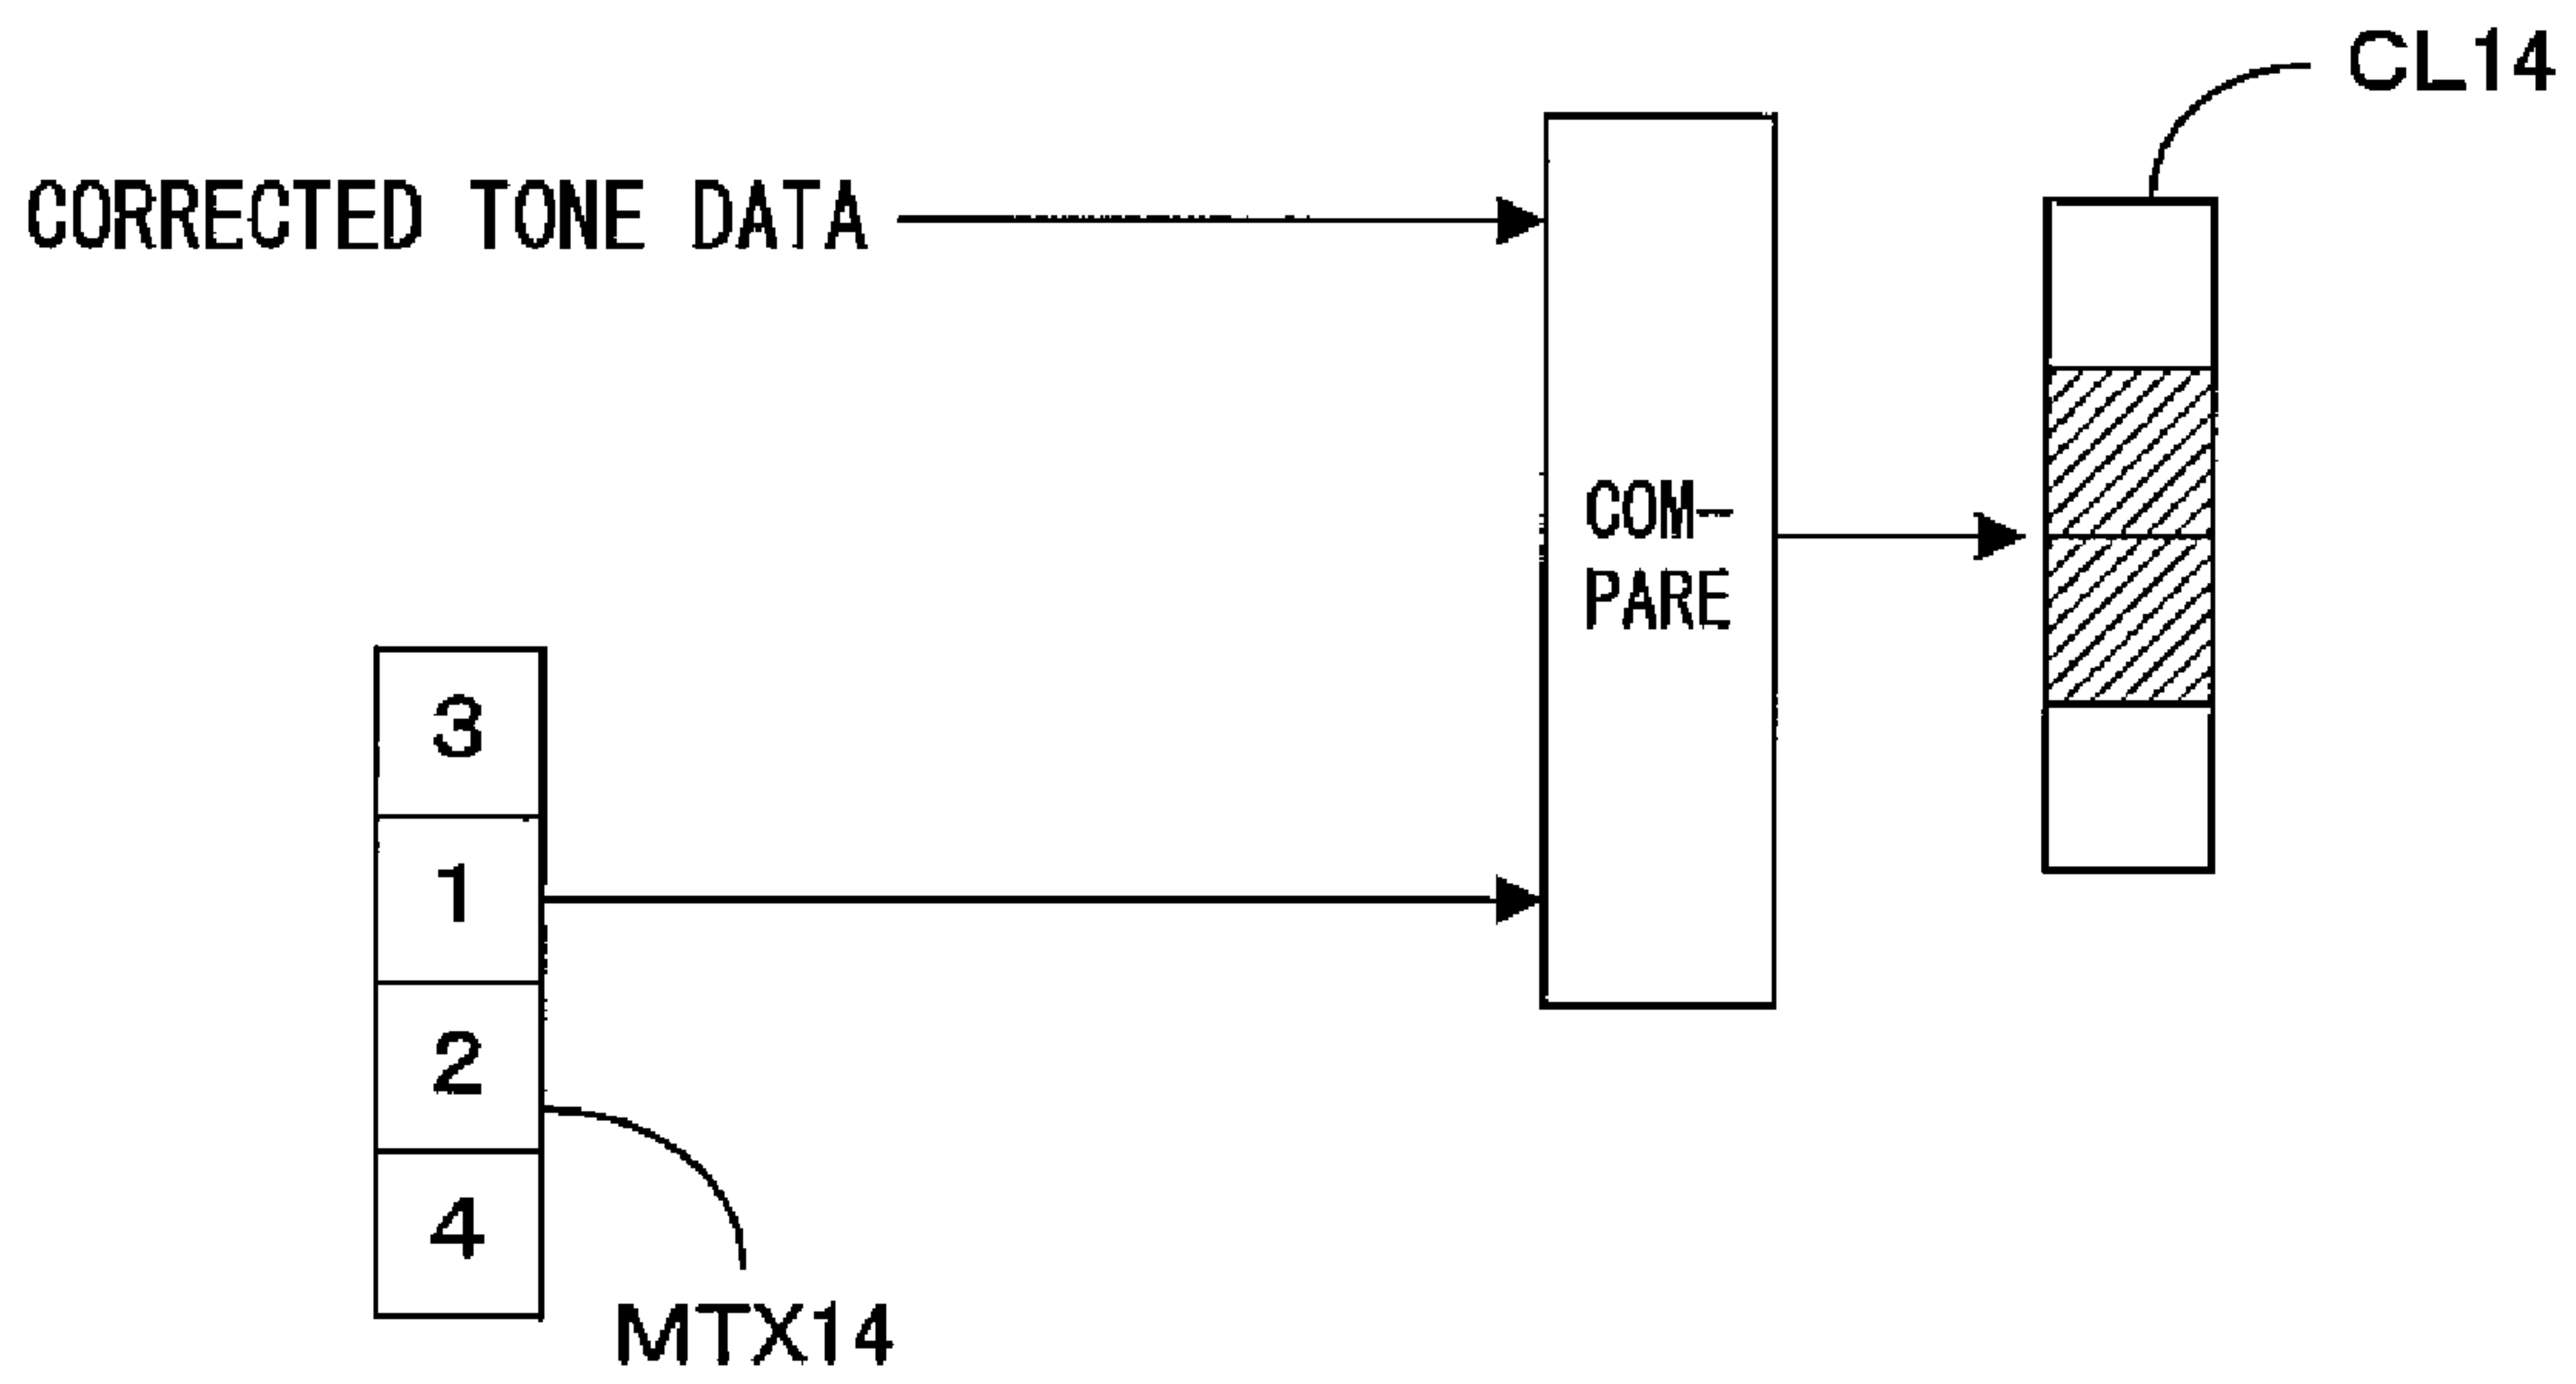 CL14
CORRECTED TONE DATA
COM-
PARE
3
1
2
4
MTX14